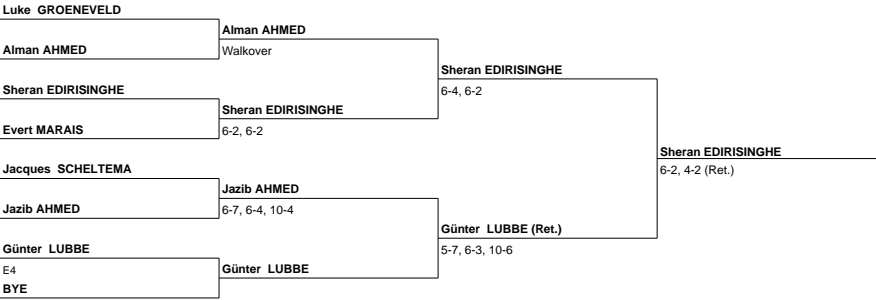 Luke GROENEVELD
Alman AHMED
Alman AHMED
Walkover
Sheran EDIRISINGHE
6-4, 6-2
Sheran EDIRISINGHE
Sheran EDIRISINGHE
Evert MARAIS
6-2, 6-2
Sheran EDIRISINGHE
6-2, 4-2 (Ret.)
Jacques SCHELTEMA
Jazib AHMED
Jazib AHMED
6-7, 6-4, 10-4
Günter LUBBE (Ret.)
5-7, 6-3, 10-6
Günter LUBBE
E4
Günter LUBBE
BYE